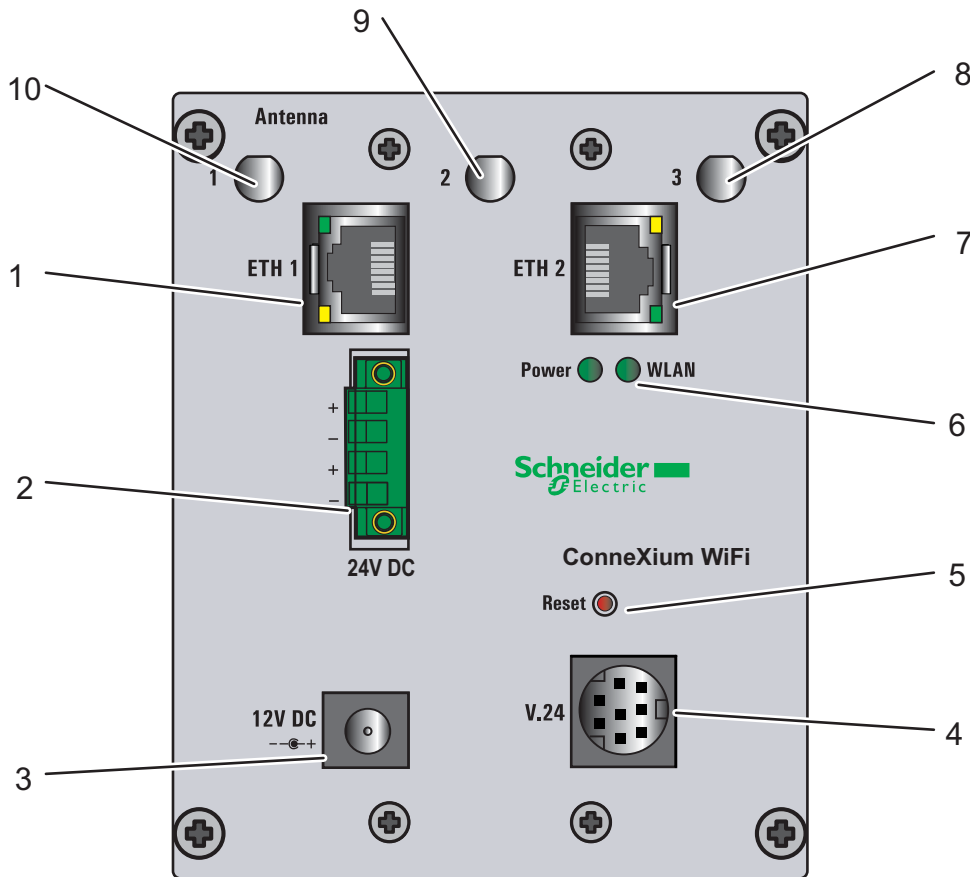 9
10
8
Antenna
1
2
3
7
1
ETH 1
ETH 2
Power
WLAN
6
+
−
+
−
2
Schneider
Electric
24V DC
ConneXium WiFi
5
Reset
12V DC
V.24
- +
4
3